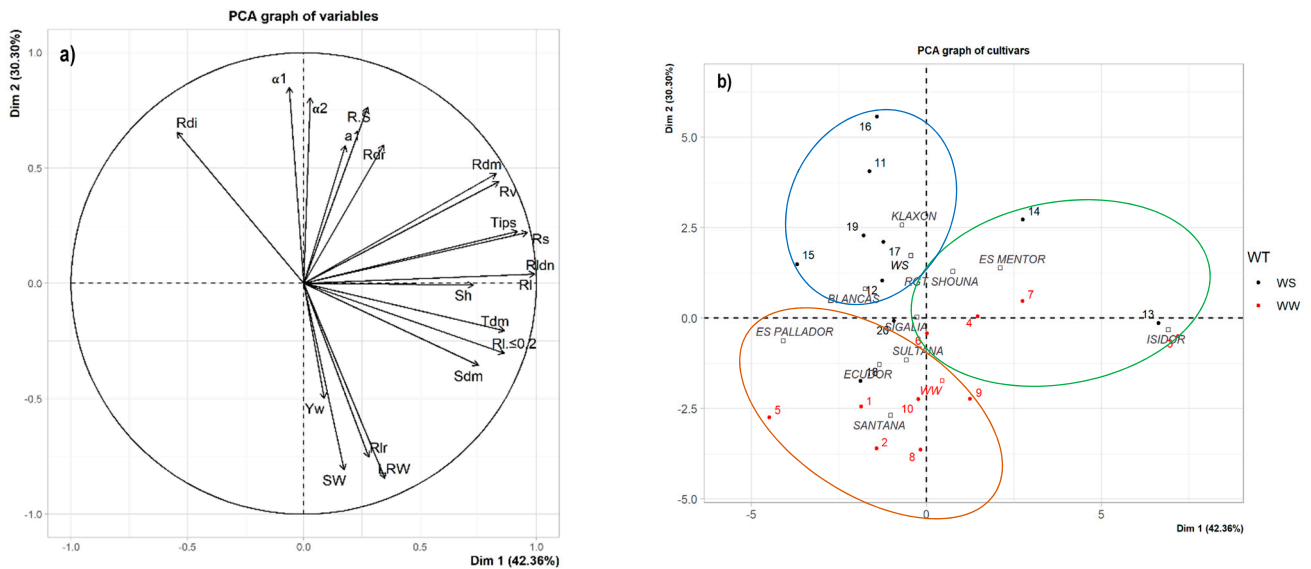 PCA graph of variables
Dim 2 (30.30%)
1.0
0.5
0.0
-0.5
-1.0
a)
α1
α2
R.S
a1
Rdi
Rdr
Rdm
Rv
Tips
Rs
Rldn
Rl
Sh
Tdm
Rl.≤0.2
Sdm
Yw
Rlr
LRW
SW
-1.0 -0.5 0.0 0.5 1.0
Dim 1 (42.36%)
PCA graph of cultivars
Dim 2 (30.30%)
5.0
2.5
0.0
-2.5
-5.0
b)
16
11
KLAXON
14
19
17
15
WS
ES MENTOR
RGT SHOUNA
12
BLANCAS
7
4
13
20
SIGALIA
ES PALLADOR
6
ISIDOR
SULTANA
ECUDOR
18
WW
9
5
1
10
SANTANA
2
8
-5 0 5
Dim 1 (42.36%)
WT
WS
WW